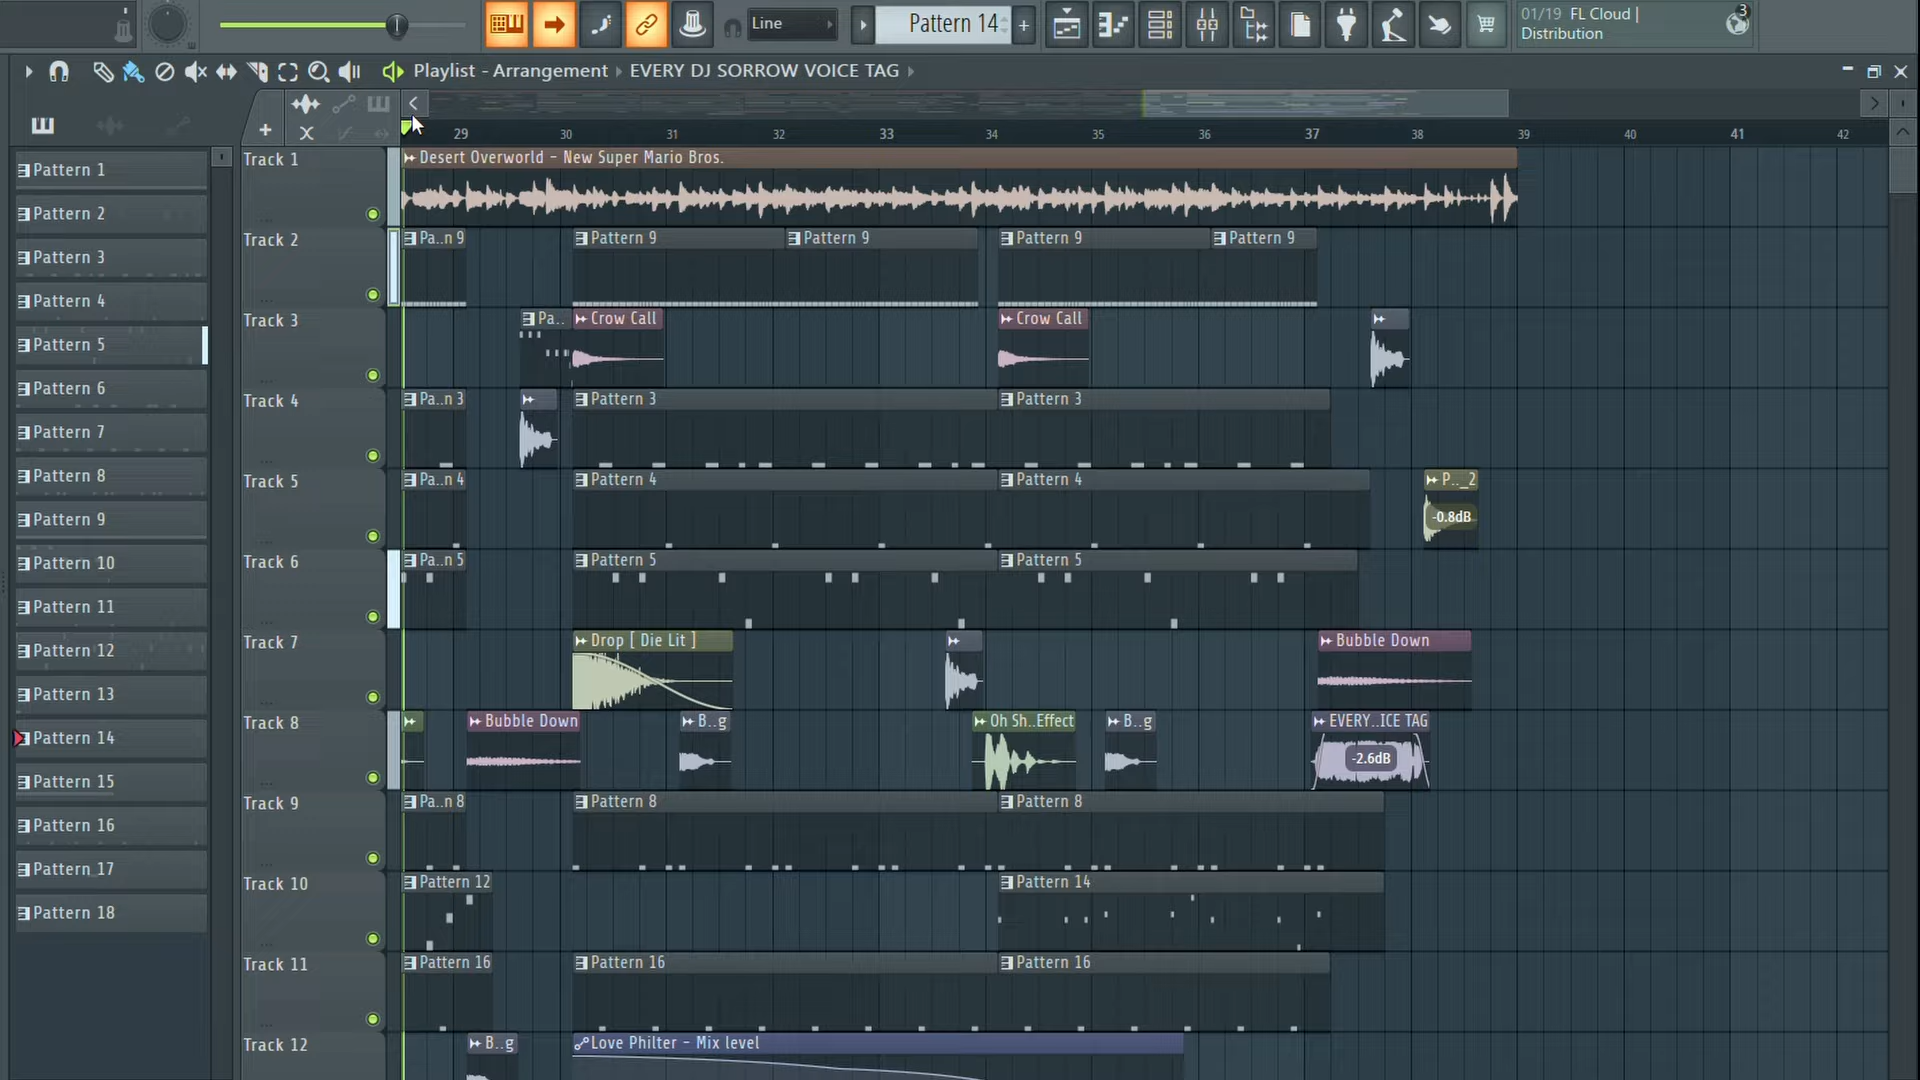 Line
Pattern 14
+
01/19 FL Cloud |
Distribution
3
Playlist - Arrangement › EVERY DJ SORROW VOICE TAG ›
29 30 31 32 33 34 35 36 37 38 39 40 41 42
Pattern 1
Pattern 2
Pattern 3
Pattern 4
Pattern 5
Pattern 6
Pattern 7
Pattern 8
Pattern 9
Pattern 10
Pattern 11
Pattern 12
Pattern 13
Pattern 14
Pattern 15
Pattern 16
Pattern 17
Pattern 18
Track 1
Desert Overworld - New Super Mario Bros.
Track 2
Pa..n 9 Pattern 9 Pattern 9 Pattern 9 Pattern 9
Track 3
Pa.. Crow Call Crow Call
Track 4
Pa..n 3 Pattern 3 Pattern 3
Track 5
Pa..n 4 Pattern 4 Pattern 4 P.._2
-0.8dB
Track 6
Pa..n 5 Pattern 5 Pattern 5
Track 7
Drop [ Die Lit ] Bubble Down
Track 8
Bubble Down B..g Oh Sh..Effect B..g EVERY..ICE TAG
-2.6dB
Track 9
Pa..n 8 Pattern 8 Pattern 8
Track 10
Pattern 12 Pattern 14
Track 11
Pattern 16 Pattern 16 Pattern 16
Track 12
B..g Love Philter - Mix level